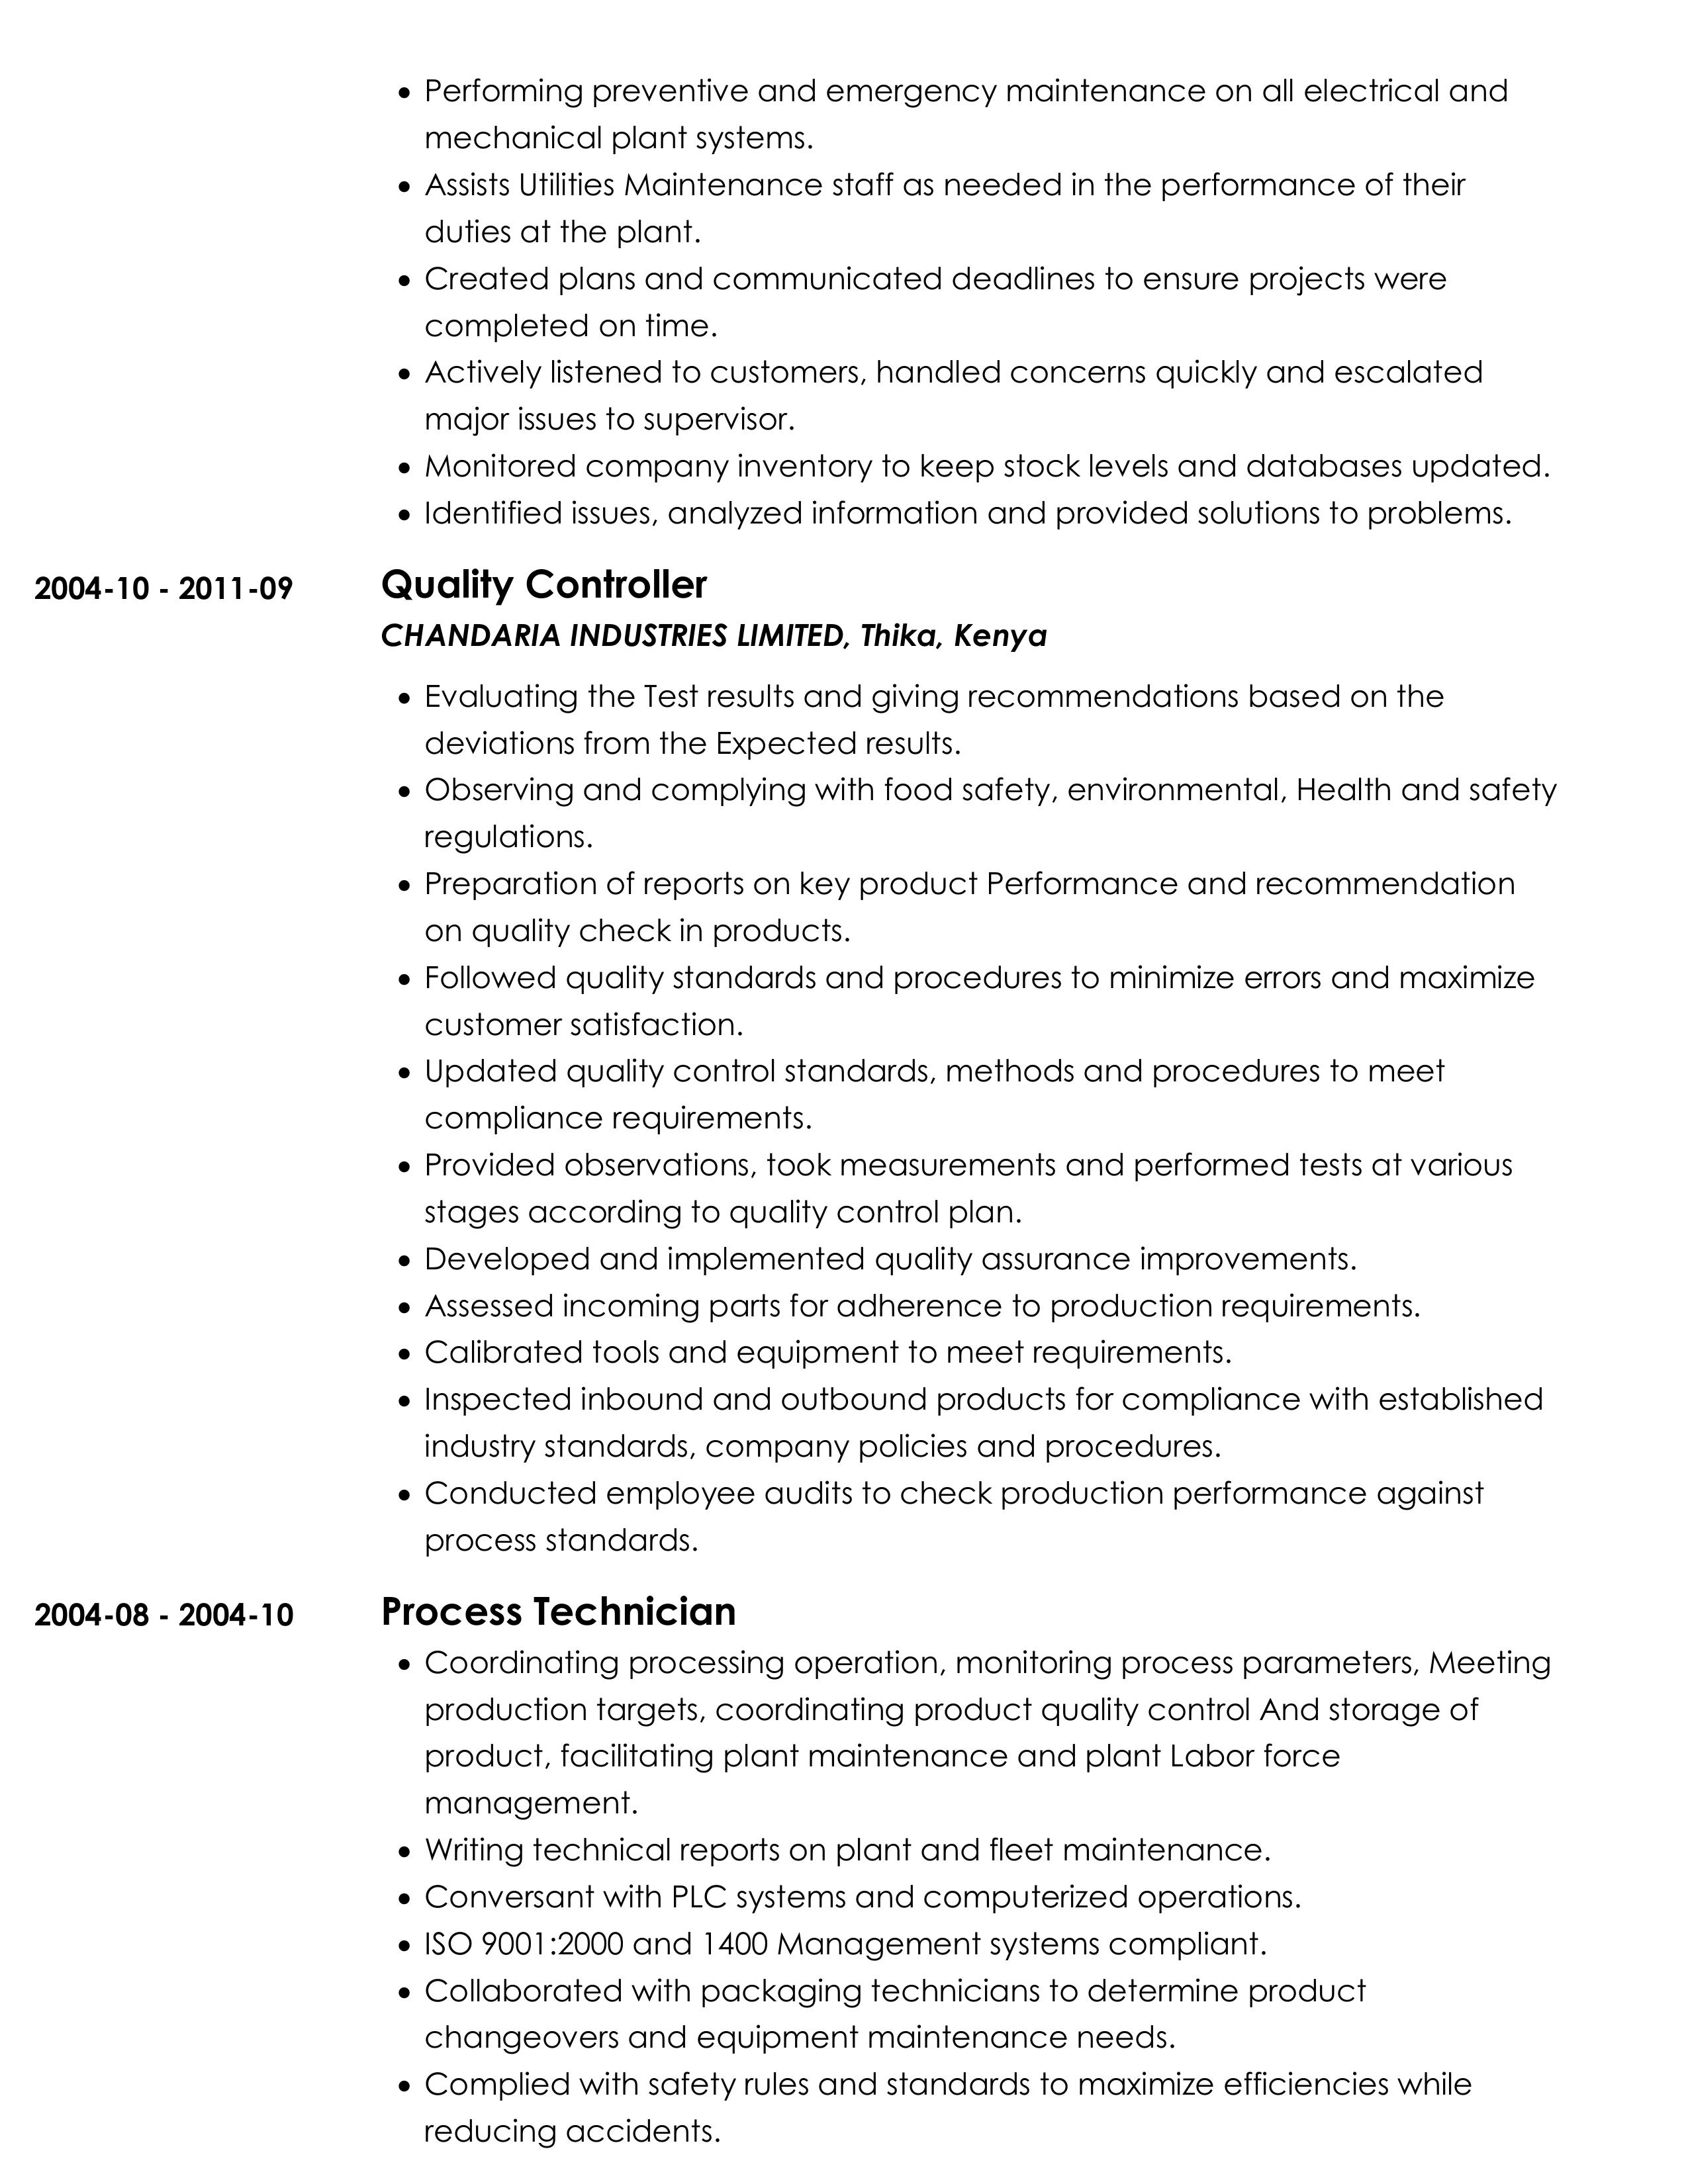 • Performing preventive and emergency maintenance on all electrical and
mechanical plant systems.
• Assists Utilities Maintenance staff as needed in the performance of their
duties at the plant.
• Created plans and communicated deadlines to ensure projects were
completed on time.
• Actively listened to customers, handled concerns quickly and escalated
major issues to supervisor.
• Monitored company inventory to keep stock levels and databases updated.
• Identified issues, analyzed information and provided solutions to problems.
2004-10 - 2011-09 Quality Controller
CHANDARIA INDUSTRIES LIMITED, Thika, Kenya
• Evaluating the Test results and giving recommendations based on the
deviations from the Expected results.
• Observing and complying with food safety, environmental, Health and safety
regulations.
• Preparation of reports on key product Performance and recommendation
on quality check in products.
• Followed quality standards and procedures to minimize errors and maximize
customer satisfaction.
• Updated quality control standards, methods and procedures to meet
compliance requirements.
• Provided observations, took measurements and performed tests at various
stages according to quality control plan.
• Developed and implemented quality assurance improvements.
• Assessed incoming parts for adherence to production requirements.
• Calibrated tools and equipment to meet requirements.
• Inspected inbound and outbound products for compliance with established
industry standards, company policies and procedures.
• Conducted employee audits to check production performance against
process standards.
2004-08 - 2004-10 Process Technician
• Coordinating processing operation, monitoring process parameters, Meeting
production targets, coordinating product quality control And storage of
product, facilitating plant maintenance and plant Labor force
management.
• Writing technical reports on plant and fleet maintenance.
• Conversant with PLC systems and computerized operations.
• ISO 9001:2000 and 1400 Management systems compliant.
• Collaborated with packaging technicians to determine product
changeovers and equipment maintenance needs.
• Complied with safety rules and standards to maximize efficiencies while
reducing accidents.